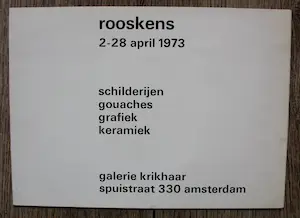 rooskens
2-28 april 1973
schilderijen
gouaches
grafiek
keramiek
galerie krikhaar
spuistraat 330 amsterdam